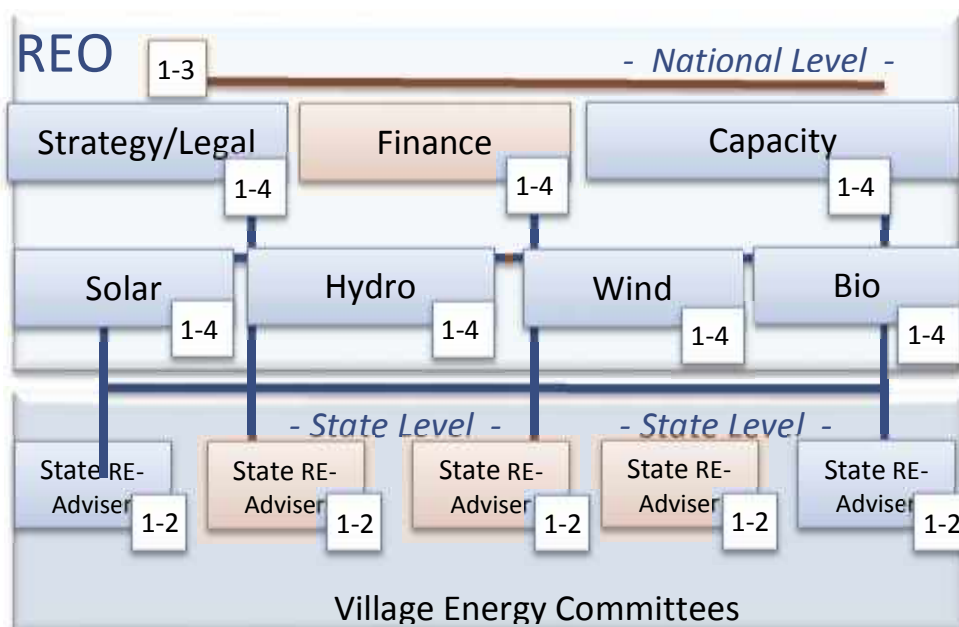 REO
1-3
- National Level -
Strategy/Legal
Finance
Capacity
1-4
1-4
1-4
Solar
Hydro
Wind
Bio
1-4
1-4
1-4
1-4
- State Level -
- State Level -
State RE-
Adviser
1-2
State RE-
Adviser
1-2
State RE-
Adviser
1-2
State RE-
Adviser
1-2
State RE-
Adviser
1-2
Village Energy Committees